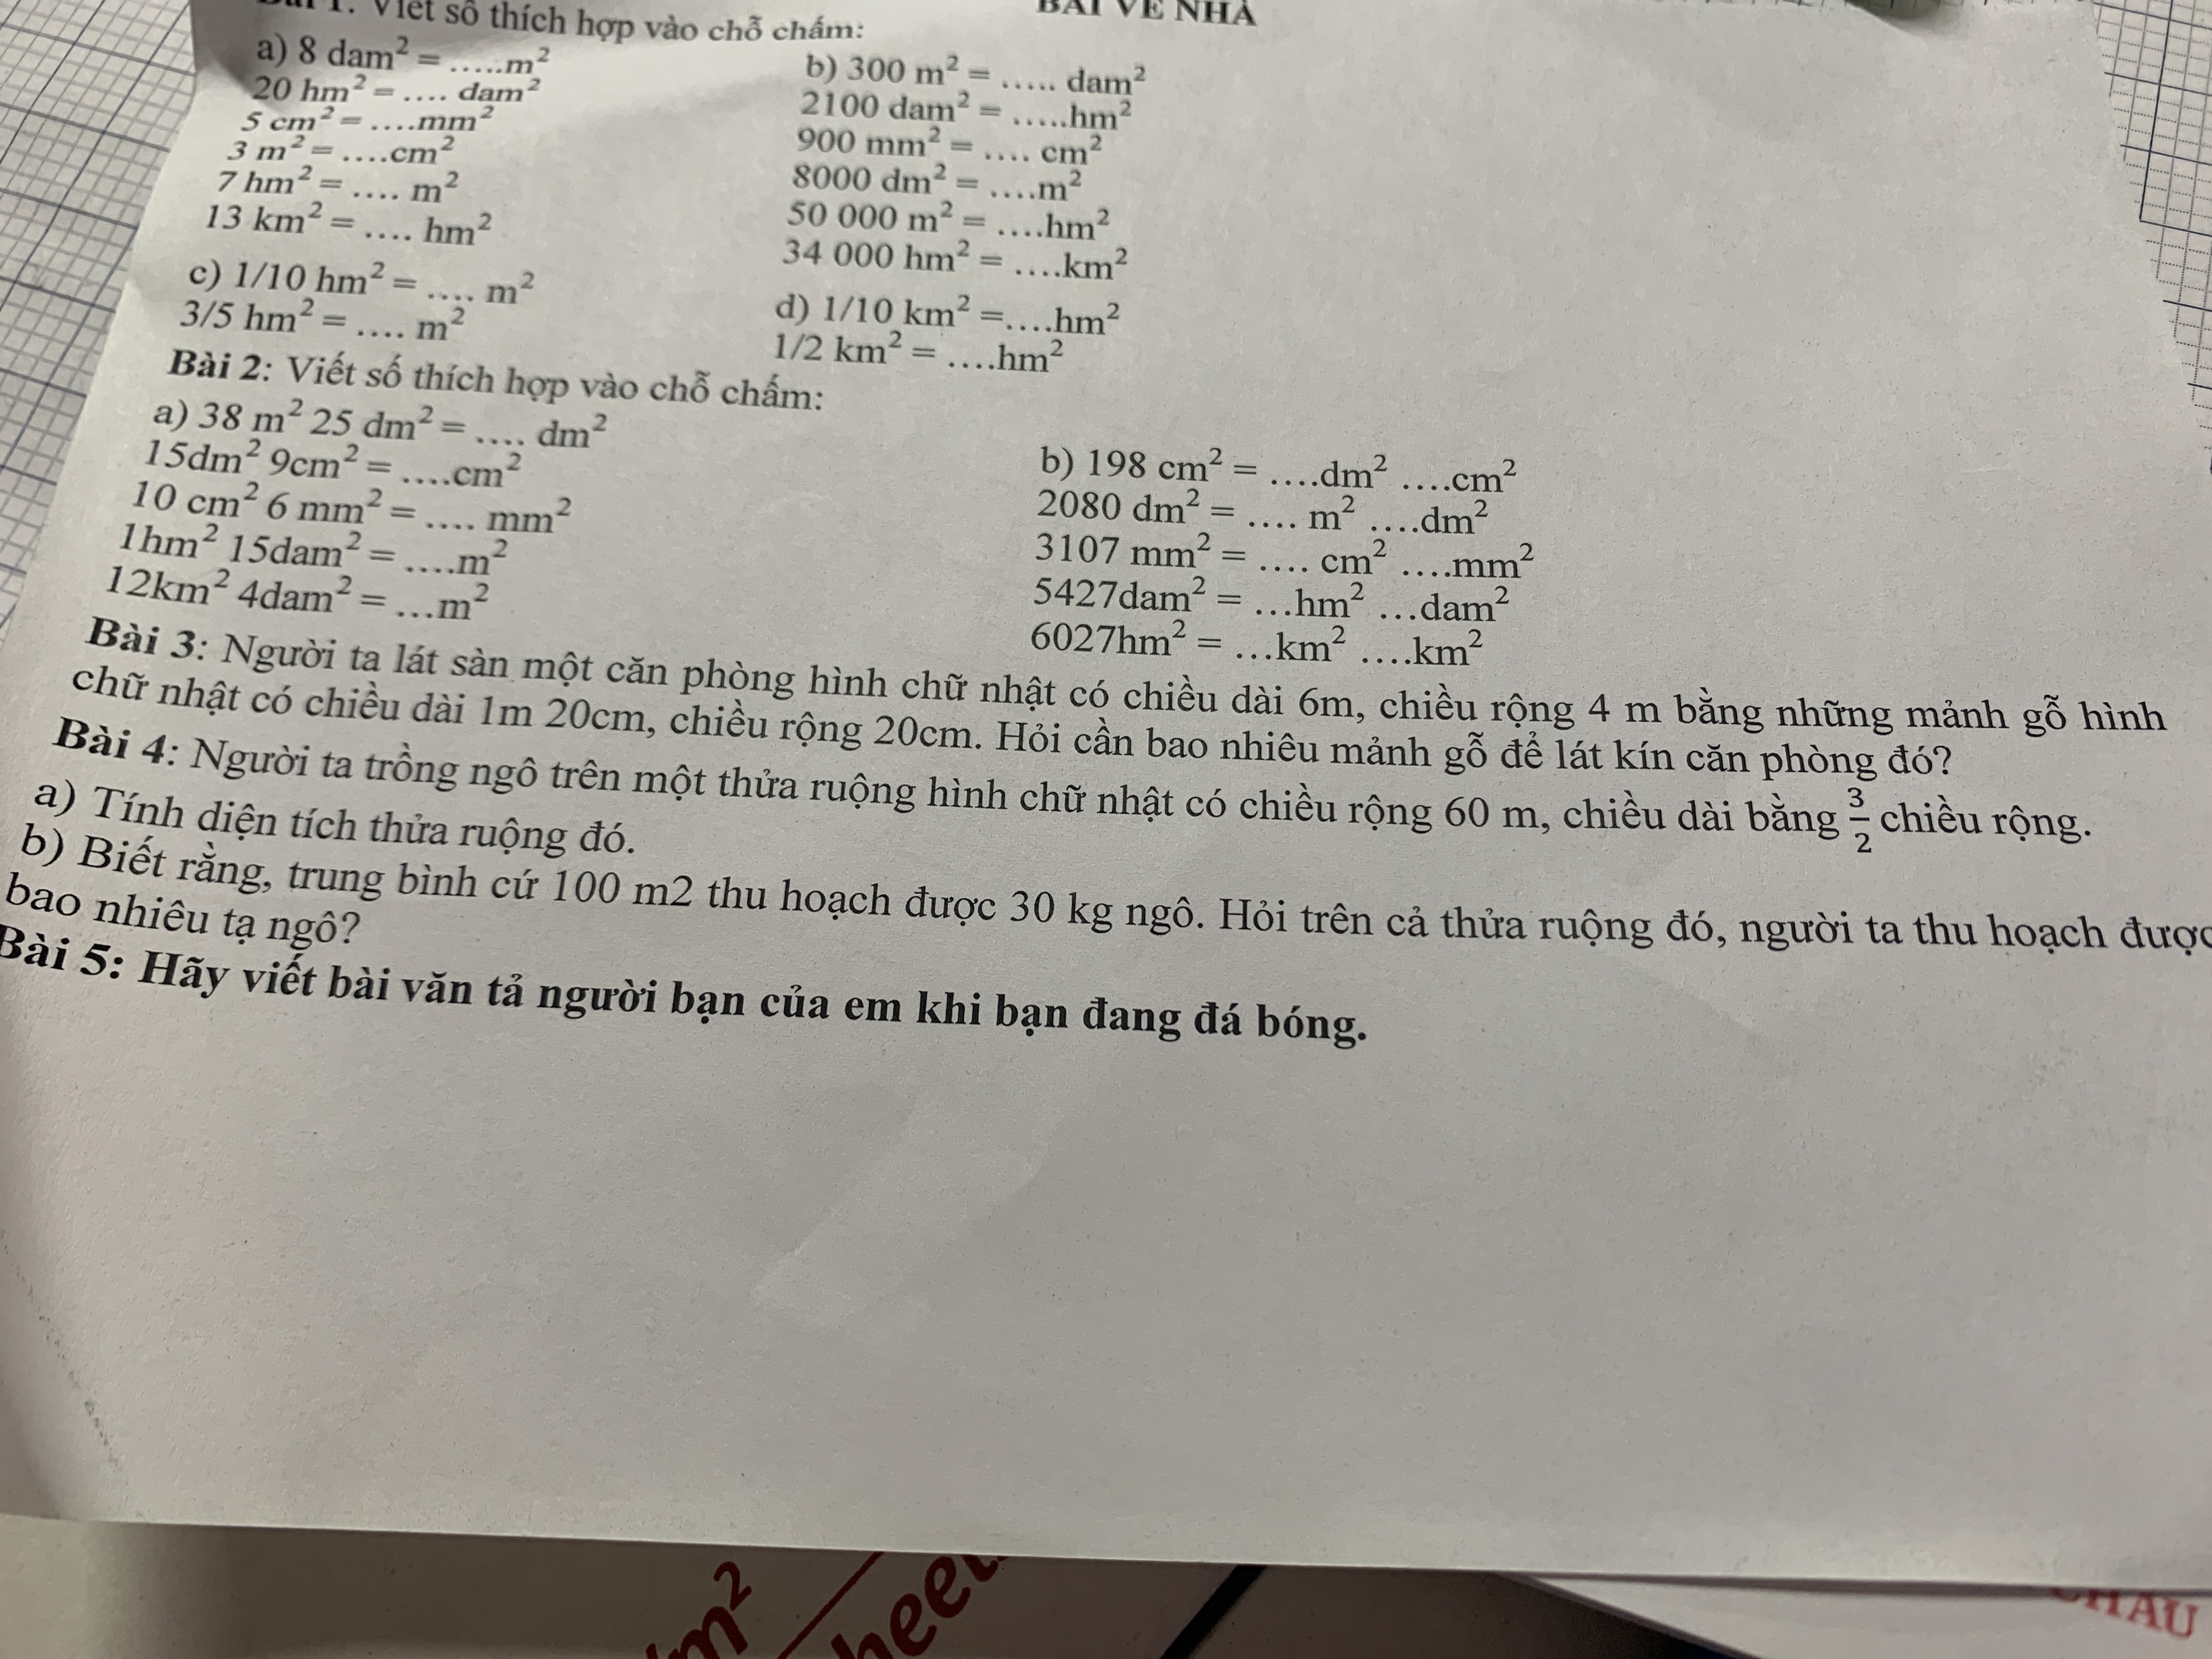 BÀI VỀ NHÀ
Bài 1: Viết số thích hợp vào chỗ chấm:
a) 8 dam² = .....m²
20 hm² = .... dam²
5 cm² = ....mm²
3 m² = ....cm²
7 hm² = .... m²
13 km² = .... hm²
b) 300 m² = ..... dam²
2100 dam² = .....hm²
900 mm² = .... cm²
8000 dm² = ....m²
50 000 m² = ....hm²
34 000 hm² = ....km²
c) 1/10 hm² = .... m²
3/5 hm² = .... m²
d) 1/10 km² =....hm²
1/2 km² = ....hm²
Bài 2: Viết số thích hợp vào chỗ chấm:
a) 38 m² 25 dm² = .... dm²
15dm² 9cm² = ....cm²
10 cm² 6 mm² = .... mm²
1hm² 15dam² = ....m²
12km² 4dam² = ...m²
b) 198 cm² = ....dm² ....cm²
2080 dm² = .... m² ....dm²
3107 mm² = .... cm² ....mm²
5427dam² = ...hm² ...dam²
6027hm² = ...km² ....km²
Bài 3: Người ta lát sàn một căn phòng hình chữ nhật có chiều dài 6m, chiều rộng 4 m bằng những mảnh gỗ hình
chữ nhật có chiều dài 1m 20cm, chiều rộng 20cm. Hỏi cần bao nhiêu mảnh gỗ để lát kín căn phòng đó?
Bài 4: Người ta trồng ngô trên một thửa ruộng hình chữ nhật có chiều rộng 60 m, chiều dài bằng 3/2 chiều rộng.
a) Tính diện tích thửa ruộng đó.
b) Biết rằng, trung bình cứ 100 m2 thu hoạch được 30 kg ngô. Hỏi trên cả thửa ruộng đó, người ta thu hoạch được
bao nhiêu tạ ngô?
Bài 5: Hãy viết bài văn tả người bạn của em khi bạn đang đá bóng.
m²